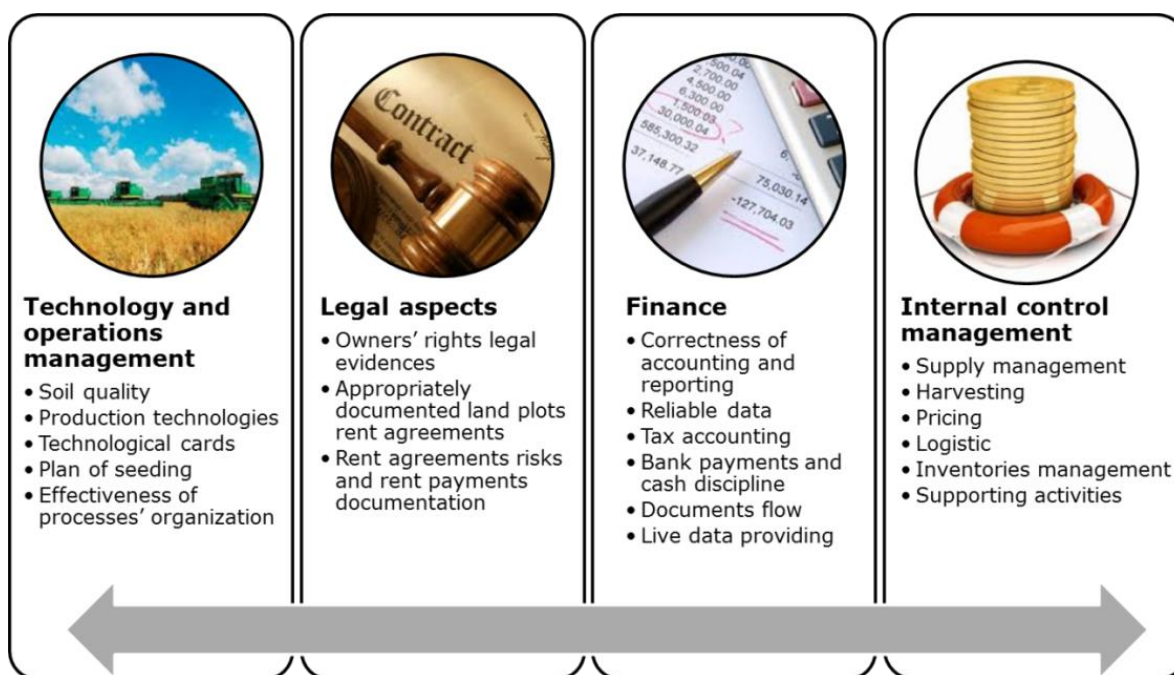 Contract
,500.04
2,700.00
4,500.00
6,300.00
1,500.03
30,000.04
585,300.32
37,148.77
75,030.14
-127,704.03
Technology and
operations
management
• Soil quality
• Production technologies
• Technological cards
• Plan of seeding
• Effectiveness of
processes’ organization
Legal aspects
• Owners’ rights legal
evidences
• Appropriately
documented land plots
rent agreements
• Rent agreements risks
and rent payments
documentation
Finance
• Correctness of
accounting and
reporting
• Reliable data
• Tax accounting
• Bank payments and
cash discipline
• Documents flow
• Live data providing
Internal control
management
• Supply management
• Harvesting
• Pricing
• Logistic
• Inventories management
• Supporting activities